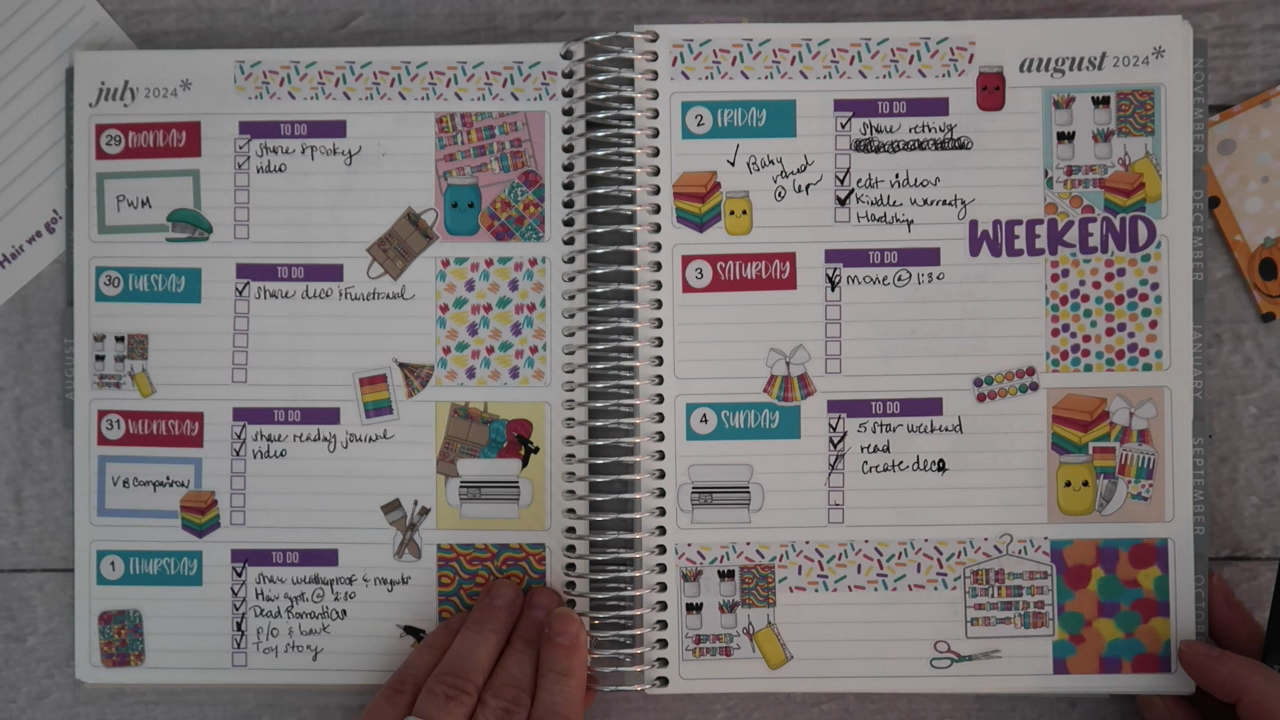 Hair we go!
AUGUST
july 2024*
29 MONDAY
TO DO
share spooky
video
PWM
30 TUESDAY
TO DO
share deco & Functional
31 WEDNESDAY
TO DO
share reading journal
video
VB Companion
1 THURSDAY
TO DO
share weatherproof & magnets
Hair appt. @ 2:30
Dead Romantics
p/o & bank
Toy story
august 2024*
2 FRIDAY
TO DO
share rettiny
edit videos
Kindle warranty
Hardship
Baby
@ 6pm
WEEKEND
3 SATURDAY
TO DO
movie @ 1:30
4 SUNDAY
TO DO
5 Star weekend
read
Create deco
NOVEMBER
DECEMBER
JANUARY
SEPTEMBER
OCTOBER